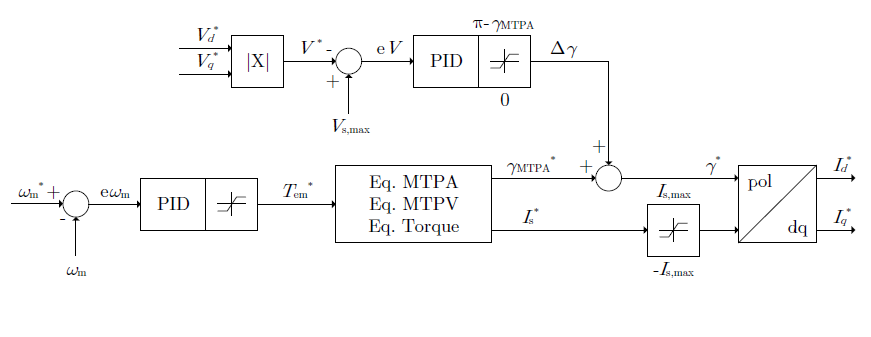 π-γMTPA
Vd*
Vq*
|X|
V*
-
+
eV
PID
Δγ
0
Vs,max
+
ωm*
+
-
eωm
PID
Tem*
Eq. MTPA
Eq. MTPV
Eq. Torque
γMTPA*
+
γ*
Is*
Is,max
-Is,max
pol
dq
Id*
Iq*
ωm